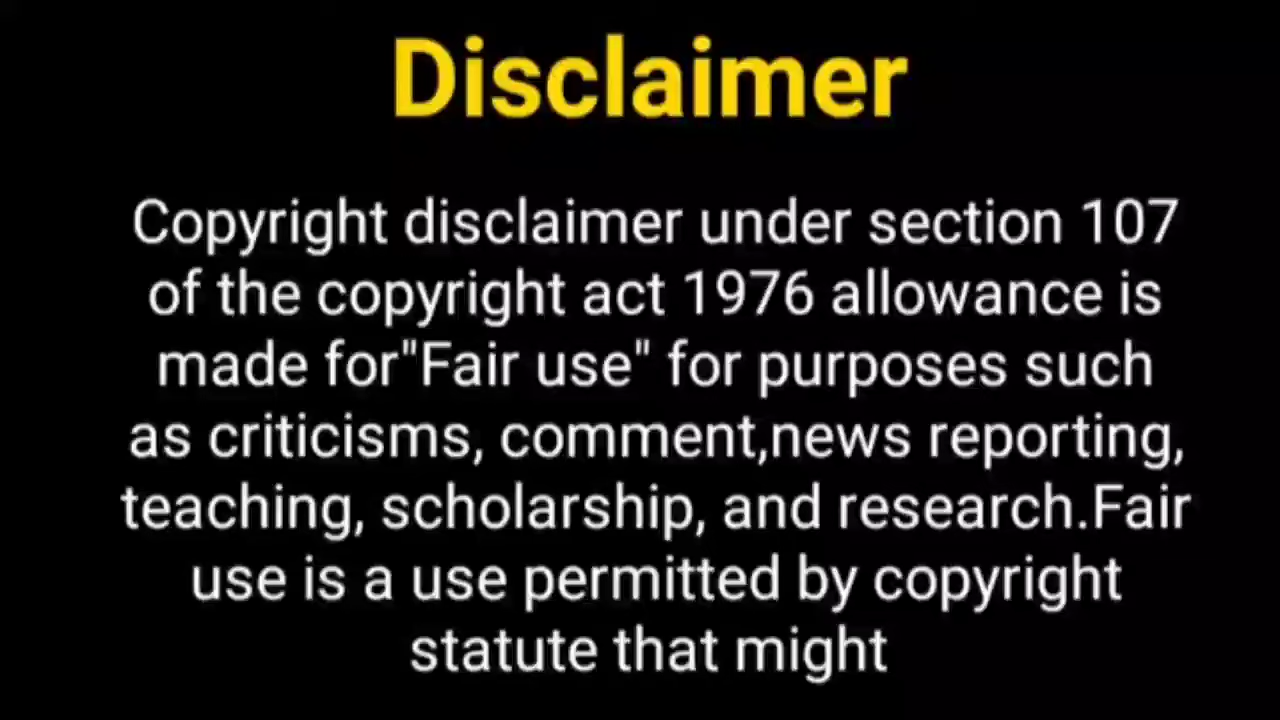 Disclaimer
Copyright disclaimer under section 107
of the copyright act 1976 allowance is
made for"Fair use" for purposes such
as criticisms, comment,news reporting,
teaching, scholarship, and research.Fair
use is a use permitted by copyright
statute that might